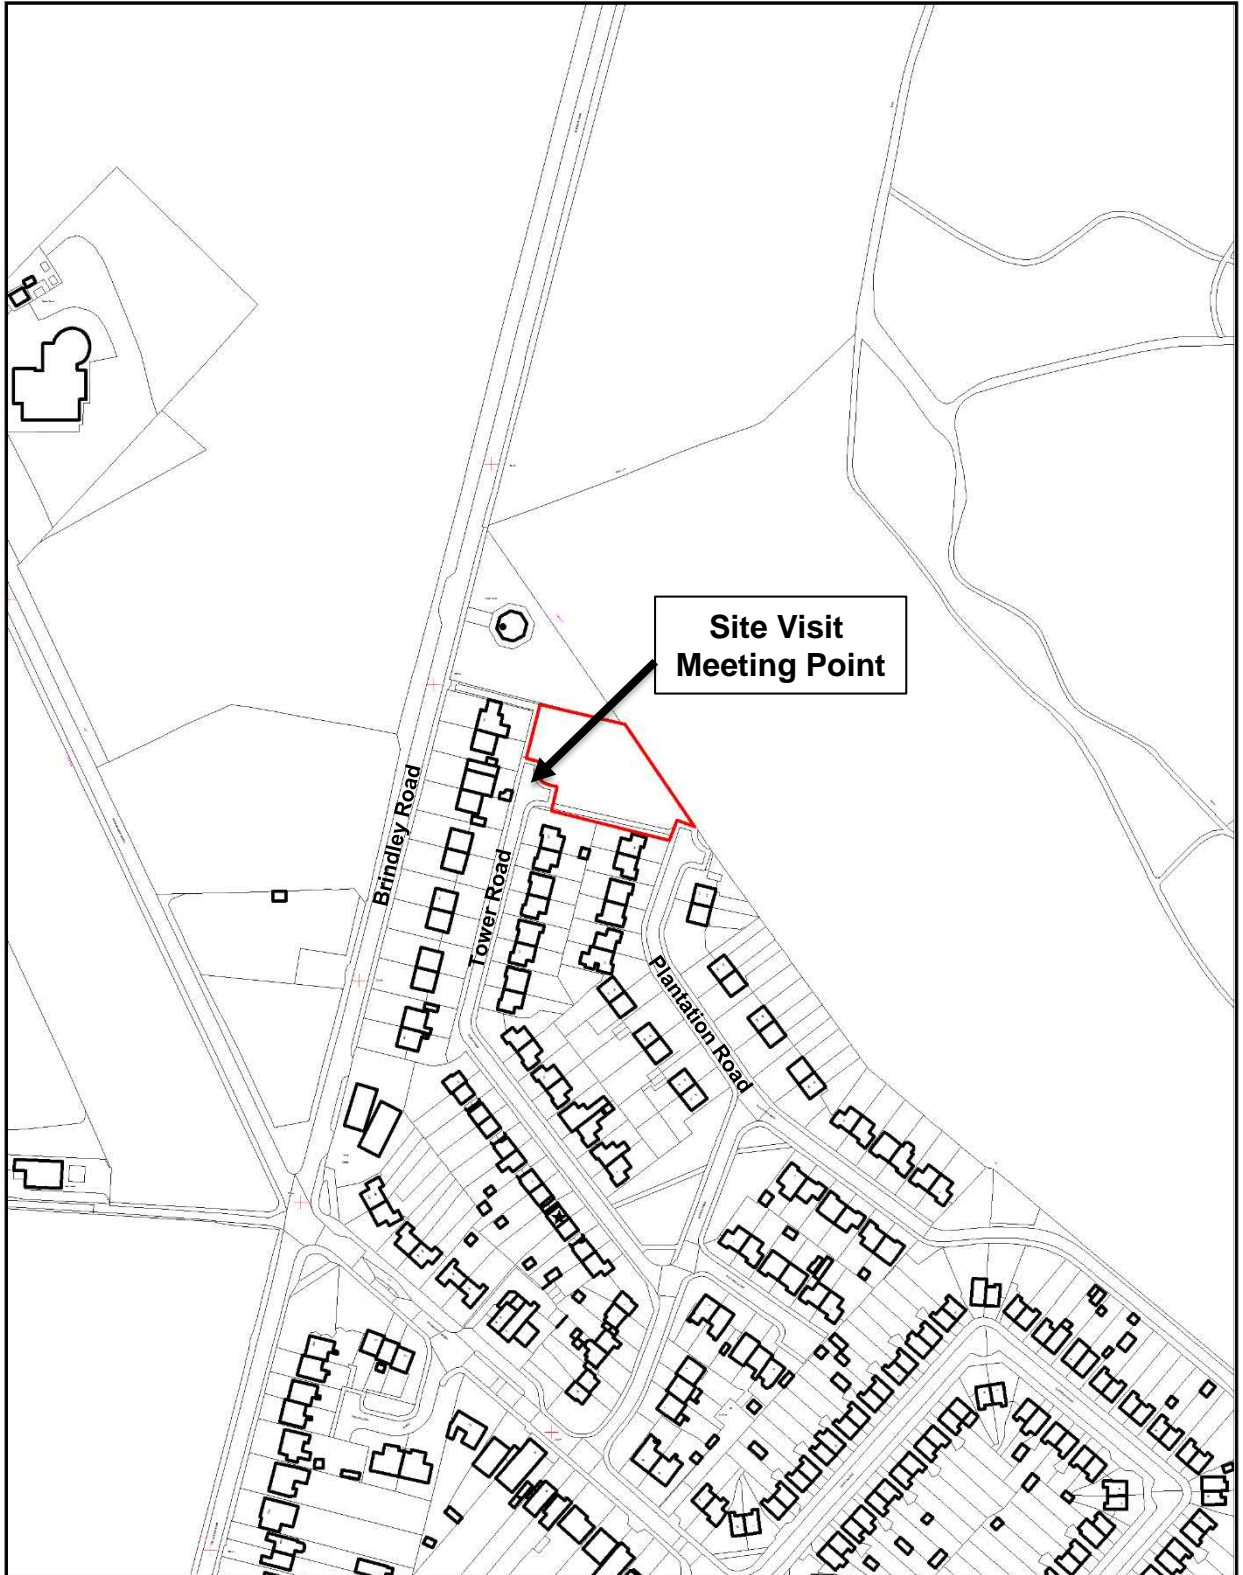 Site Visit
Meeting Point
Brindley Road
Tower Road
Plantation Road